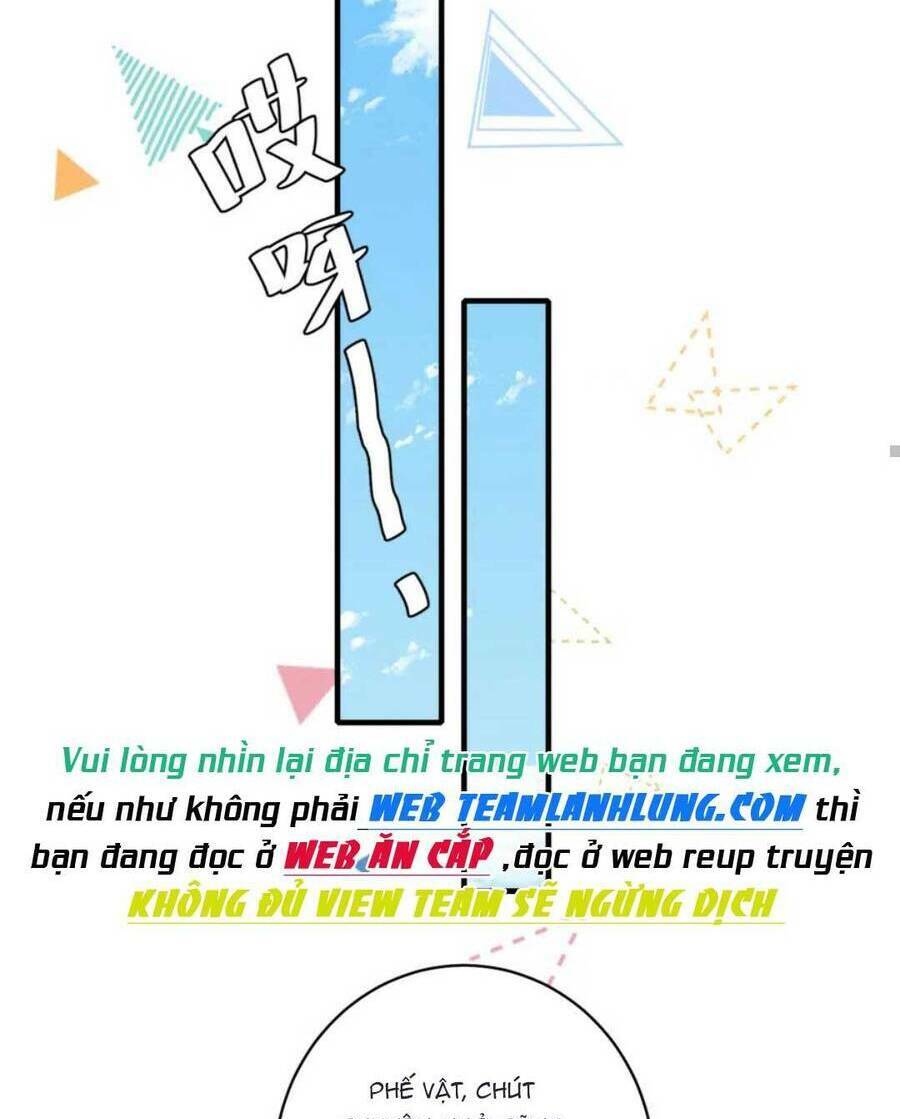 哎
呀
Vui lòng nhìn lại địa chỉ trang web bạn đang xem,
nếu như không phải WEB TEAMLANHLUNG.COM thì
bạn đang đọc ở WEB ĂN CẮP ,đọc ở web reup truyện
KHÔNG ĐỦ VIEW TEAM SẼ NGỪNG DỊCH
PHẾ VẬT, CHÚT